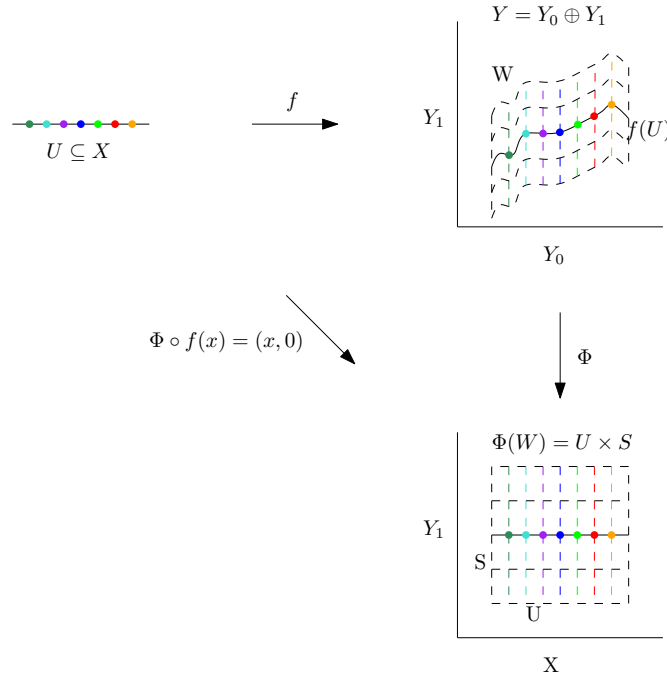 Y = Y₀ ⊕ Y₁
W
f
Y₁
f(U)
U ⊆ X
Y₀
Φ ∘ f(x) = (x, 0)
Φ
Φ(W) = U × S
Y₁
S
U
X